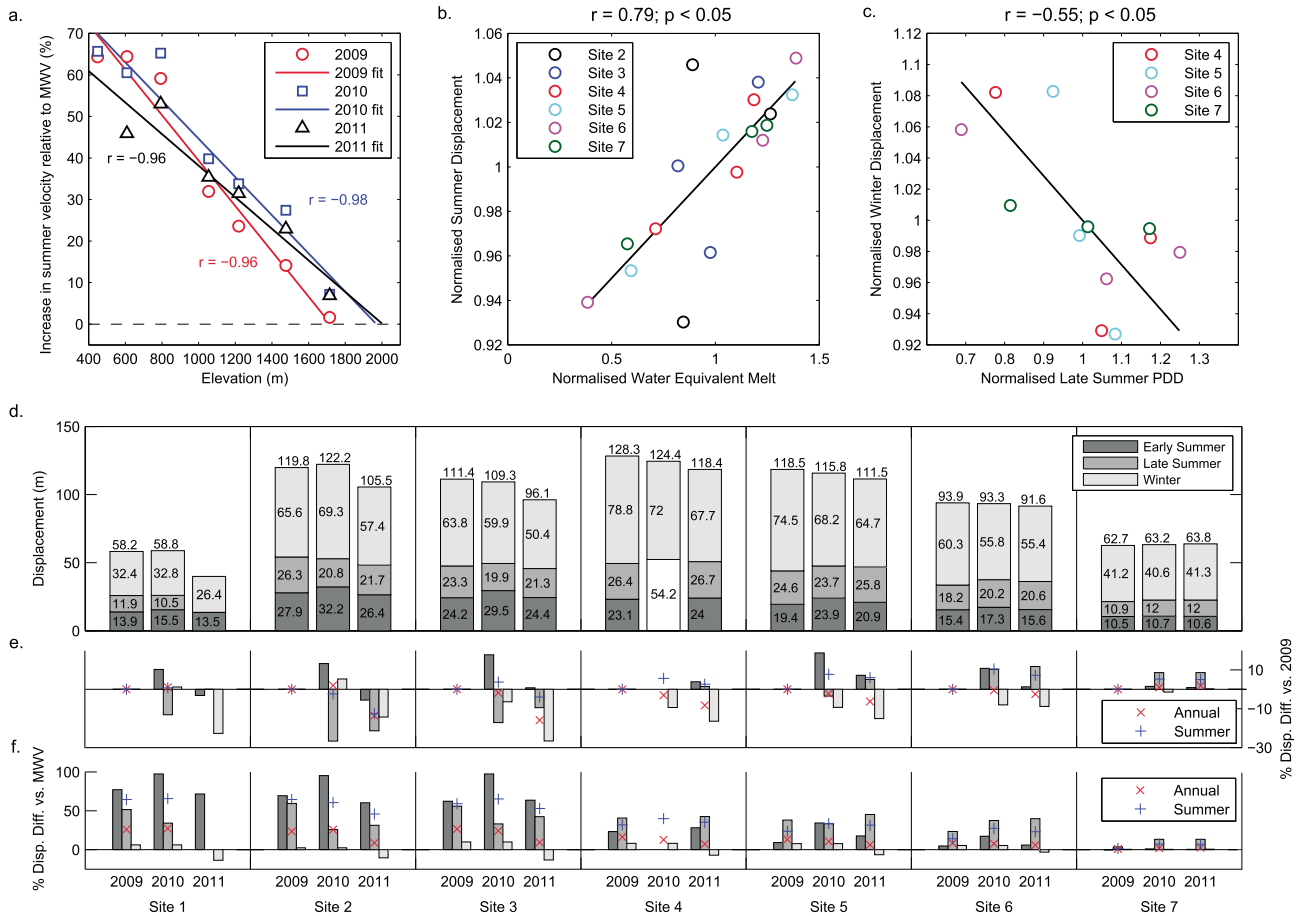 a.
Increase in summer velocity relative to MWV (%)
70
60
50
40
30
20
10
0
400 600 800 1000 1200 1400 1600 1800 2000
Elevation (m)
2009
2009 fit
2010
2010 fit
2011
2011 fit
r = −0.96
r = −0.98
r = −0.96
b.
r = 0.79; p < 0.05
Normalised Summer Displacement
1.06
1.04
1.02
1
0.98
0.96
0.94
0.92
0 0.5 1 1.5
Normalised Water Equivalent Melt
Site 2
Site 3
Site 4
Site 5
Site 6
Site 7
c.
r = −0.55; p < 0.05
Normalised Winter Displacement
1.12
1.1
1.08
1.06
1.04
1.02
1
0.98
0.96
0.94
0.92
0.7 0.8 0.9 1 1.1 1.2 1.3
Normalised Late Summer PDD
Site 4
Site 5
Site 6
Site 7
d.
Displacement (m)
150
100
50
0
Early Summer
Late Summer
Winter
58.2 58.8
32.4 32.8 26.4
11.9 10.5
13.9 15.5 13.5
119.8 122.2 105.5
65.6 69.3 57.4
26.3 20.8 21.7
27.9 32.2 26.4
111.4 109.3 96.1
63.8 59.9 50.4
23.3 19.9 21.3
24.2 29.5 24.4
128.3 124.4 118.4
78.8 72 67.7
26.4 54.2 26.7
23.1 24
118.5 115.8 111.5
74.5 68.2 64.7
24.6 23.7 25.8
19.4 23.9 20.9
93.9 93.3 91.6
60.3 55.8 55.4
18.2 20.2 20.6
15.4 17.3 15.6
62.7 63.2 63.8
41.2 40.6 41.3
10.9 12 12
10.5 10.7 10.6
e.
% Disp. Diff. vs. 2009
10
−10
−30
Annual
Summer
f.
% Disp. Diff. vs. MWV
100
50
0
Annual
Summer
2009 2010 2011 2009 2010 2011 2009 2010 2011 2009 2010 2011 2009 2010 2011 2009 2010 2011 2009 2010 2011
Site 1 Site 2 Site 3 Site 4 Site 5 Site 6 Site 7